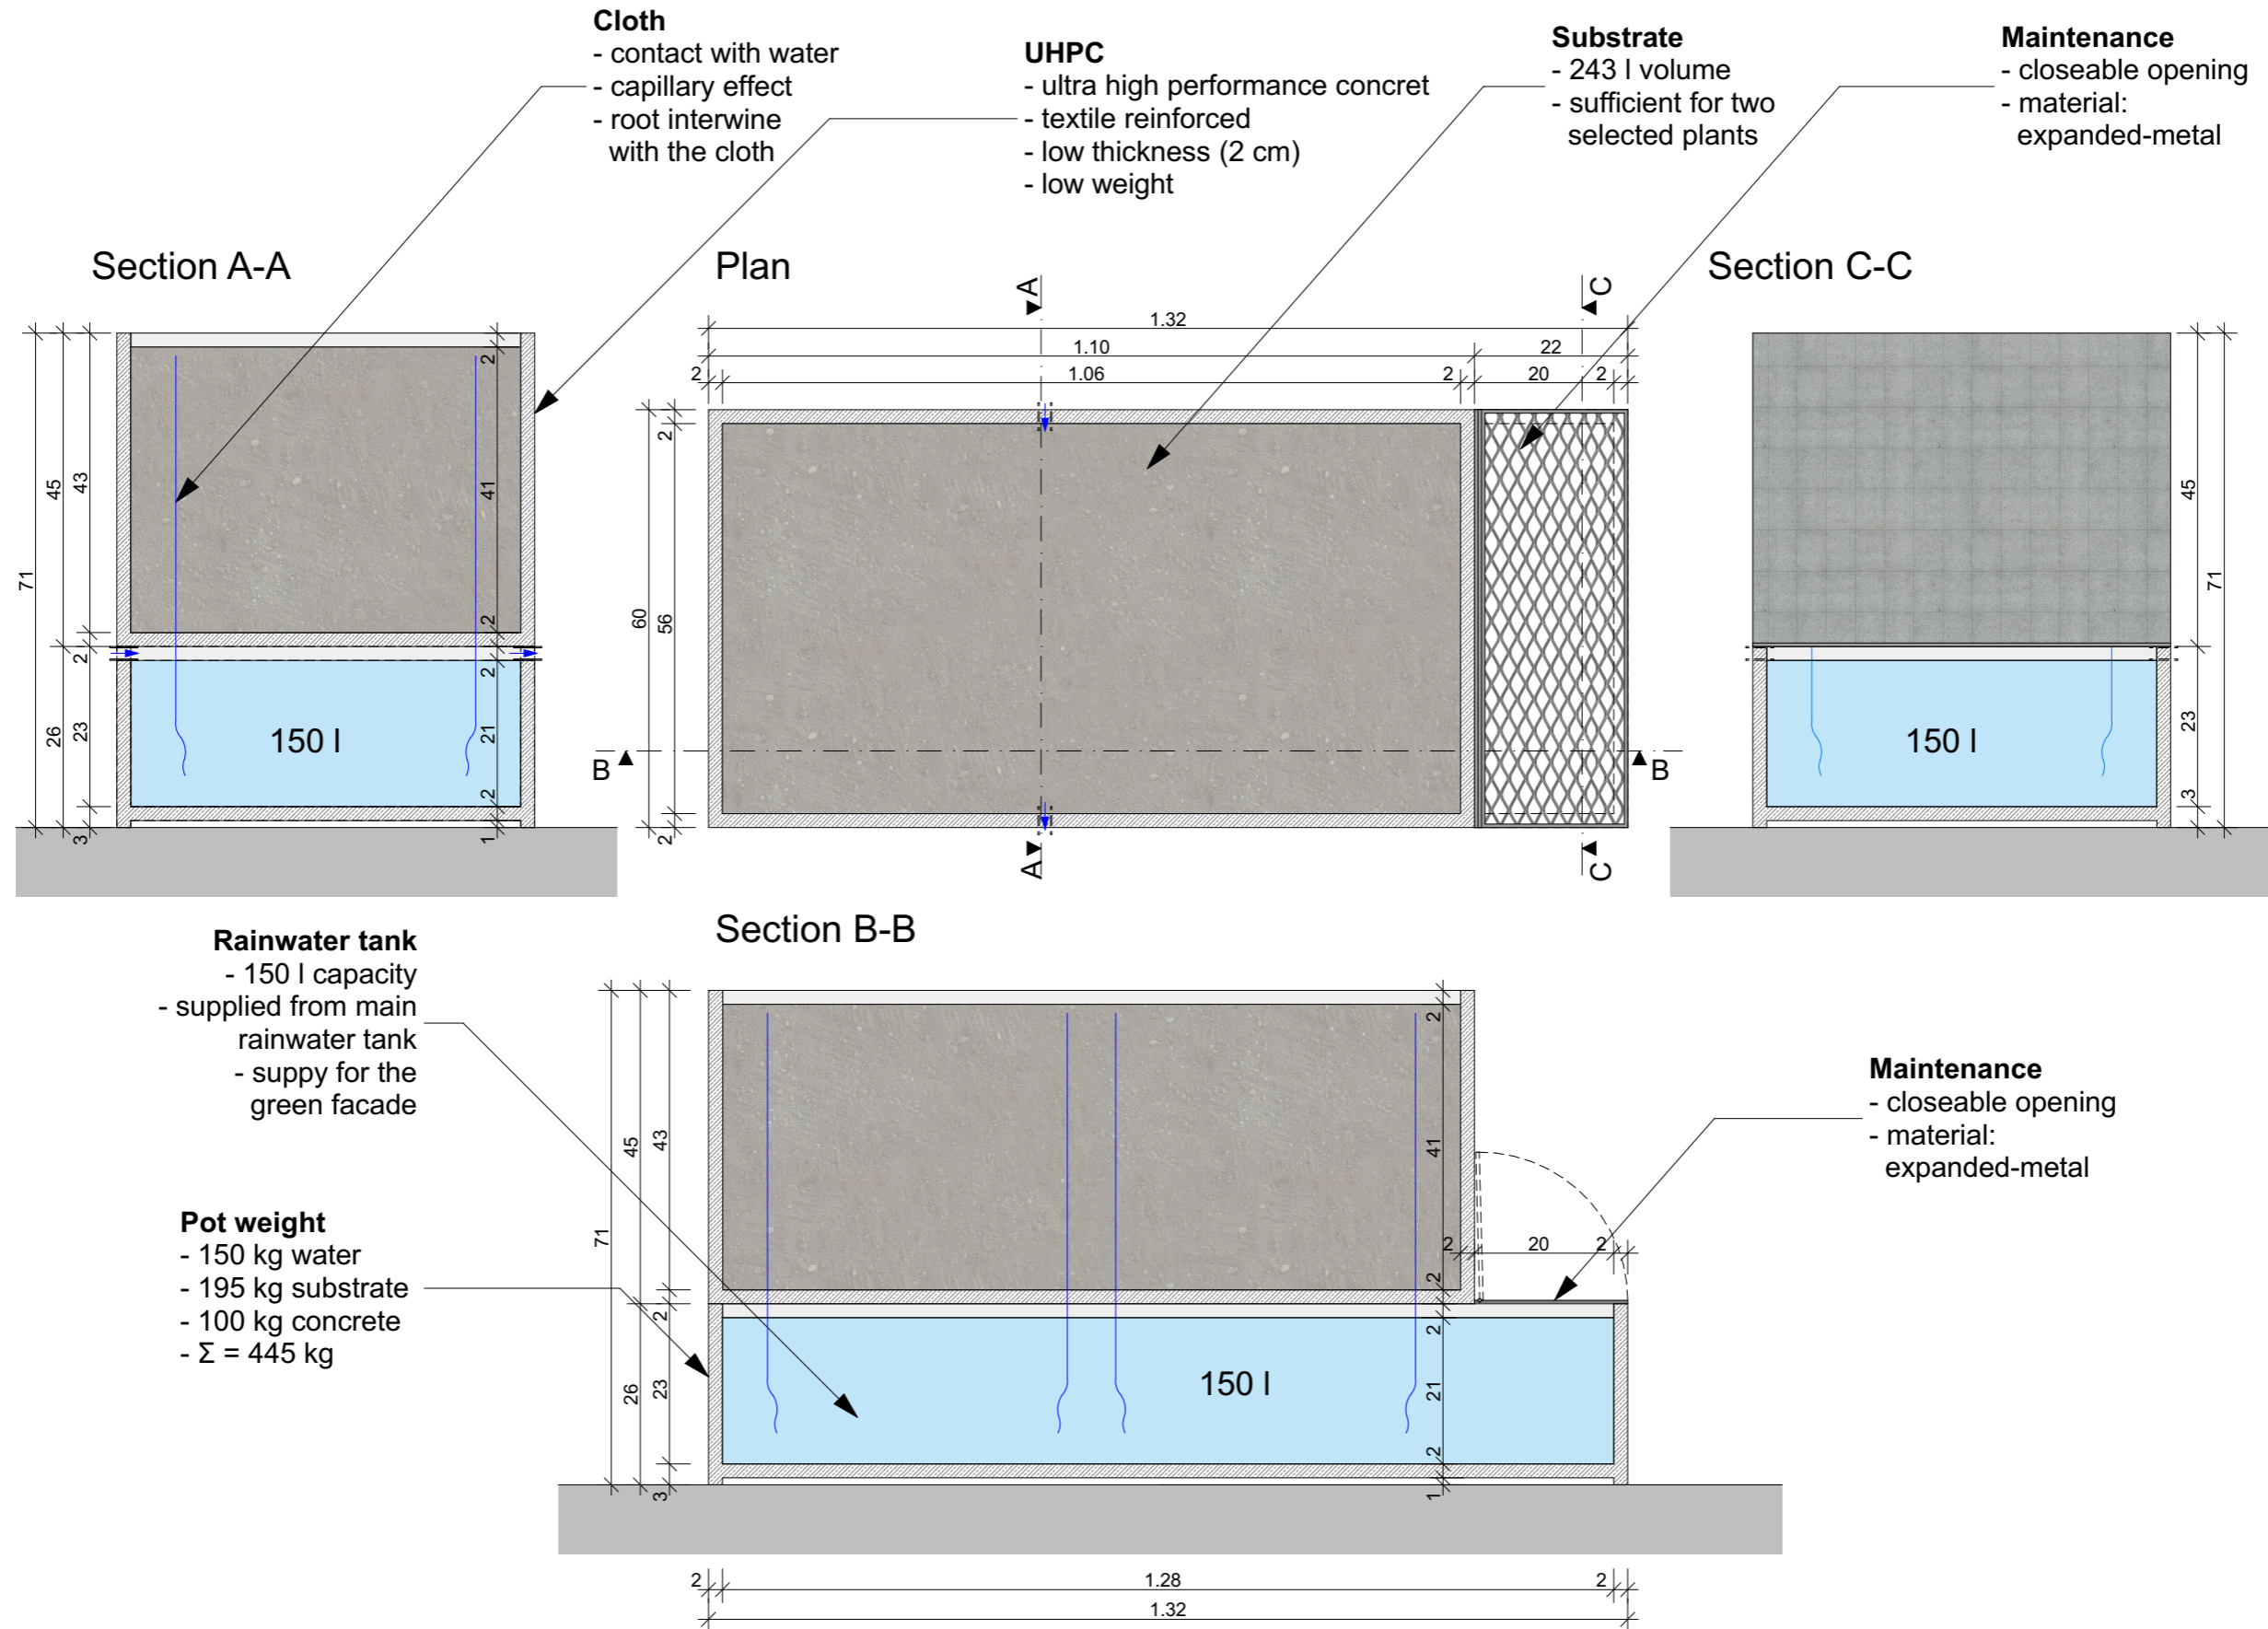 Cloth
- contact with water
- capillary effect
- root interwine
with the cloth
UHPC
- ultra high performance concret
- textile reinforced
- low thickness (2 cm)
- low weight
Substrate
- 243 l volume
- sufficient for two
selected plants
Maintenance
- closeable opening
- material:
expanded-metal
Section A-A
71
45
26
43
2
23
3
2
41
2
2
21
2
1
150 l
Plan
A
C
1.32
1.10
22
2
1.06
2
20
2
60
2
56
2
B
B
A
C
Section C-C
150 l
45
23
3
71
Rainwater tank
- 150 l capacity
- supplied from main
rainwater tank
- suppy for the
green facade
Pot weight
- 150 kg water
- 195 kg substrate
- 100 kg concrete
- Σ = 445 kg
Section B-B
71
45
26
43
2
23
3
2
41
2
2
21
2
1
2
20
2
150 l
2
1.28
2
1.32
Maintenance
- closeable opening
- material:
expanded-metal